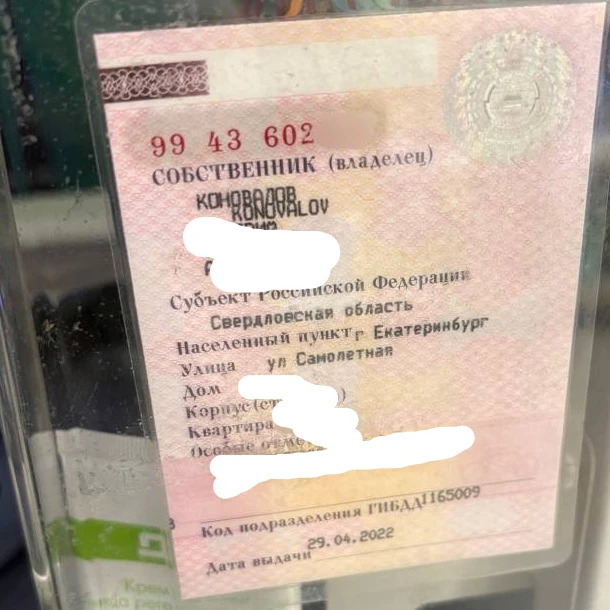 99 43 602
СОБСТВЕННИК (владелец)
КОНОВАЛОВ
KONOVALOV
Субъект Российской Федерации
Свердловская область
Населенный пункт г Екатеринбург
Улица ул Самолетная
Дом
Корпус
Квартира
Особые
Код подразделения ГИБДД 1165009
29.04.2022
Дата выдачи